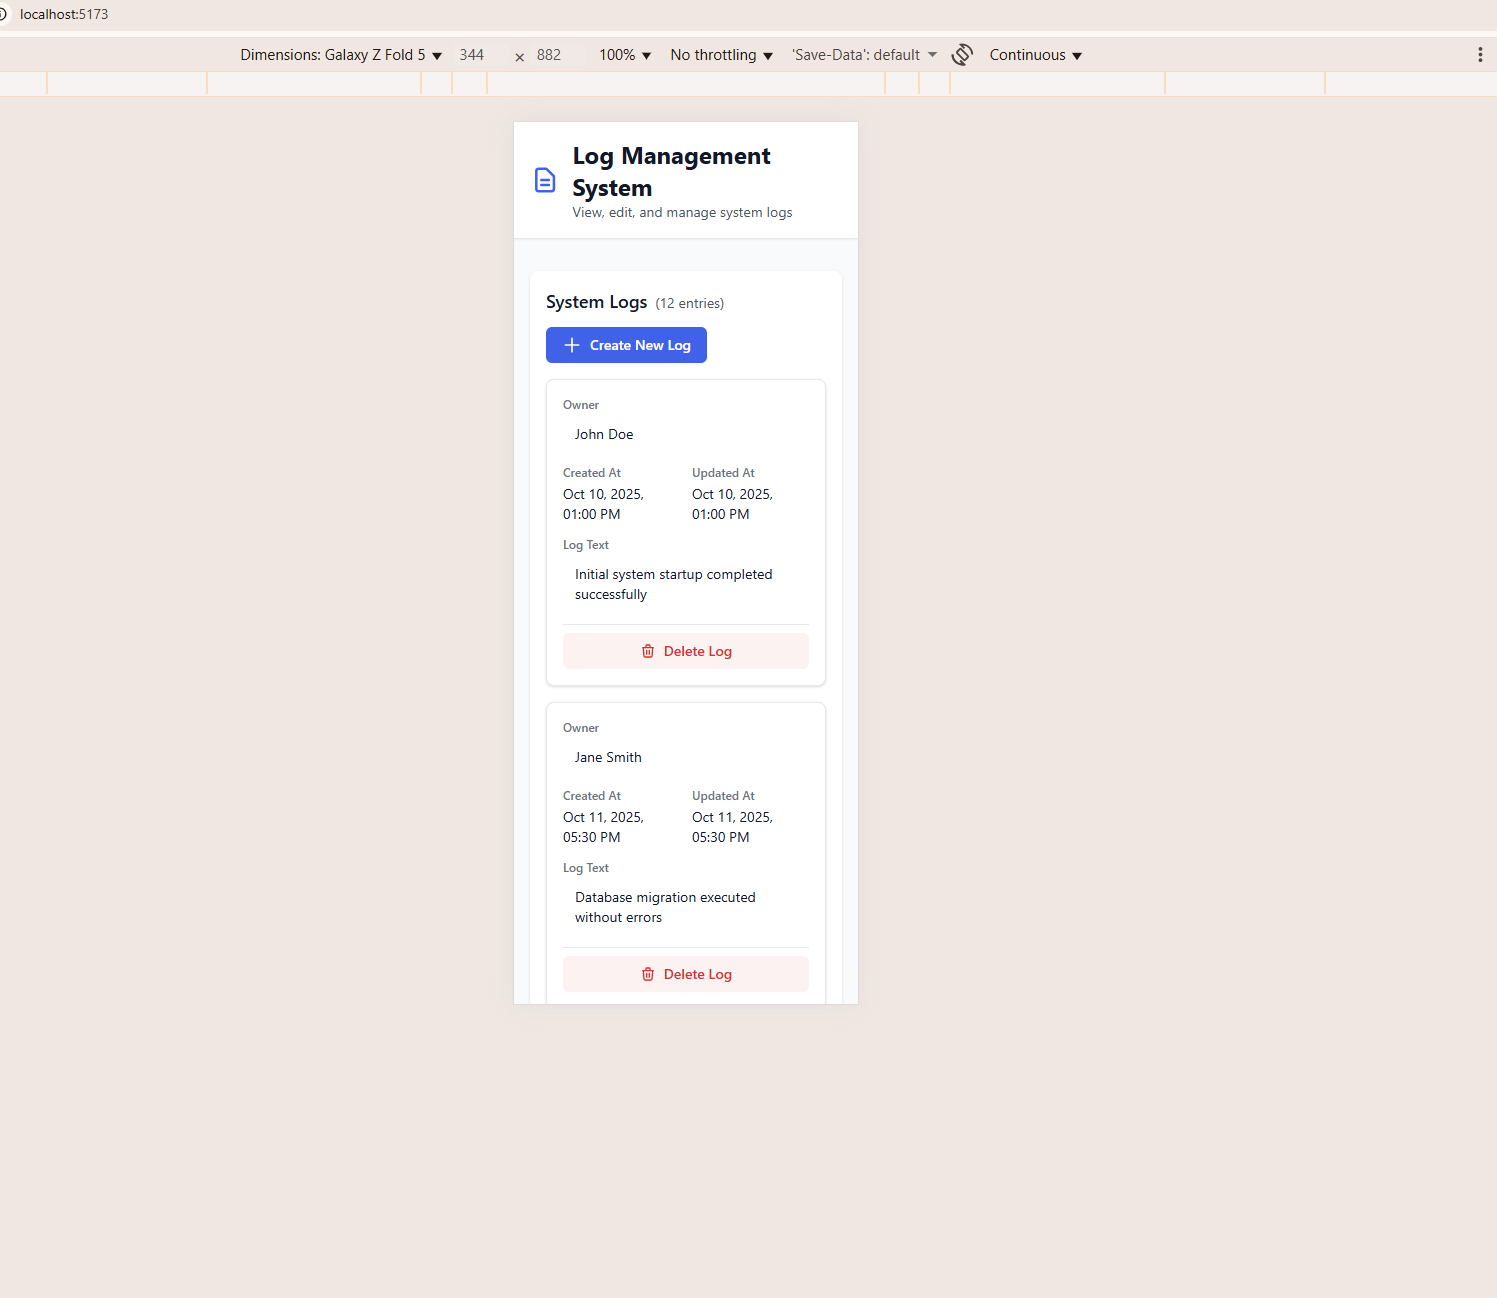 localhost:5173
Dimensions: Galaxy Z Fold 5 344 × 882 100% No throttling 'Save-Data': default Continuous
Log Management
System
View, edit, and manage system logs
System Logs (12 entries)
Create New Log
Owner
John Doe
Created At Updated At
Oct 10, 2025, Oct 10, 2025,
01:00 PM 01:00 PM
Log Text
Initial system startup completed
successfully
Delete Log
Owner
Jane Smith
Created At Updated At
Oct 11, 2025, Oct 11, 2025,
05:30 PM 05:30 PM
Log Text
Database migration executed
without errors
Delete Log